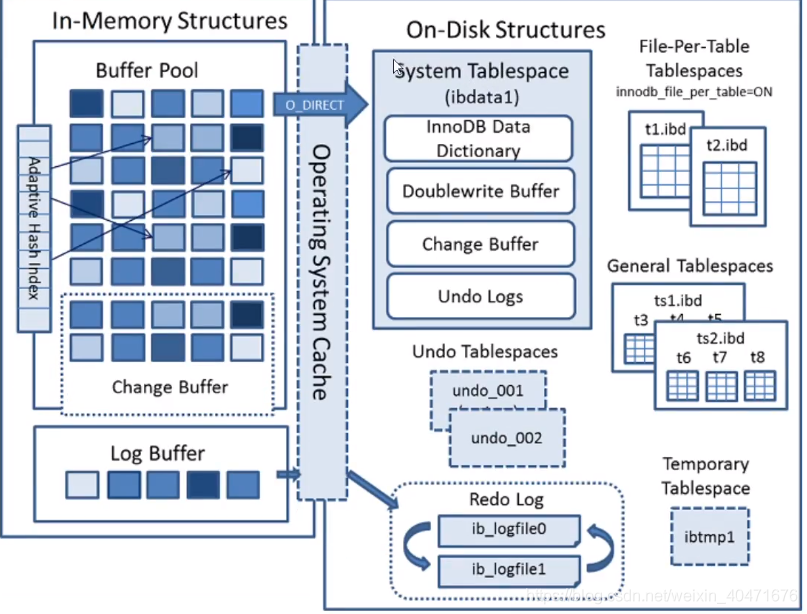 In-Memory Structures
Buffer Pool
Adaptive Hash Index
Change Buffer
Log Buffer
O_DIRECT
Operating System Cache
On-Disk Structures
System Tablespace
(ibdata1)
InnoDB Data
Dictionary
Doublewrite Buffer
Change Buffer
Undo Logs
Undo Tablespaces
undo_001
undo_002
Redo Log
ib_logfile0
ib_logfile1
File-Per-Table
Tablespaces
innodb_file_per_table=ON
t1.ibd
t2.ibd
General Tablespaces
ts1.ibd
t3 t4 t5
ts2.ibd
t6 t7 t8
Temporary
Tablespace
ibtmp1
https://blog.csdn.net/weixin_40471676